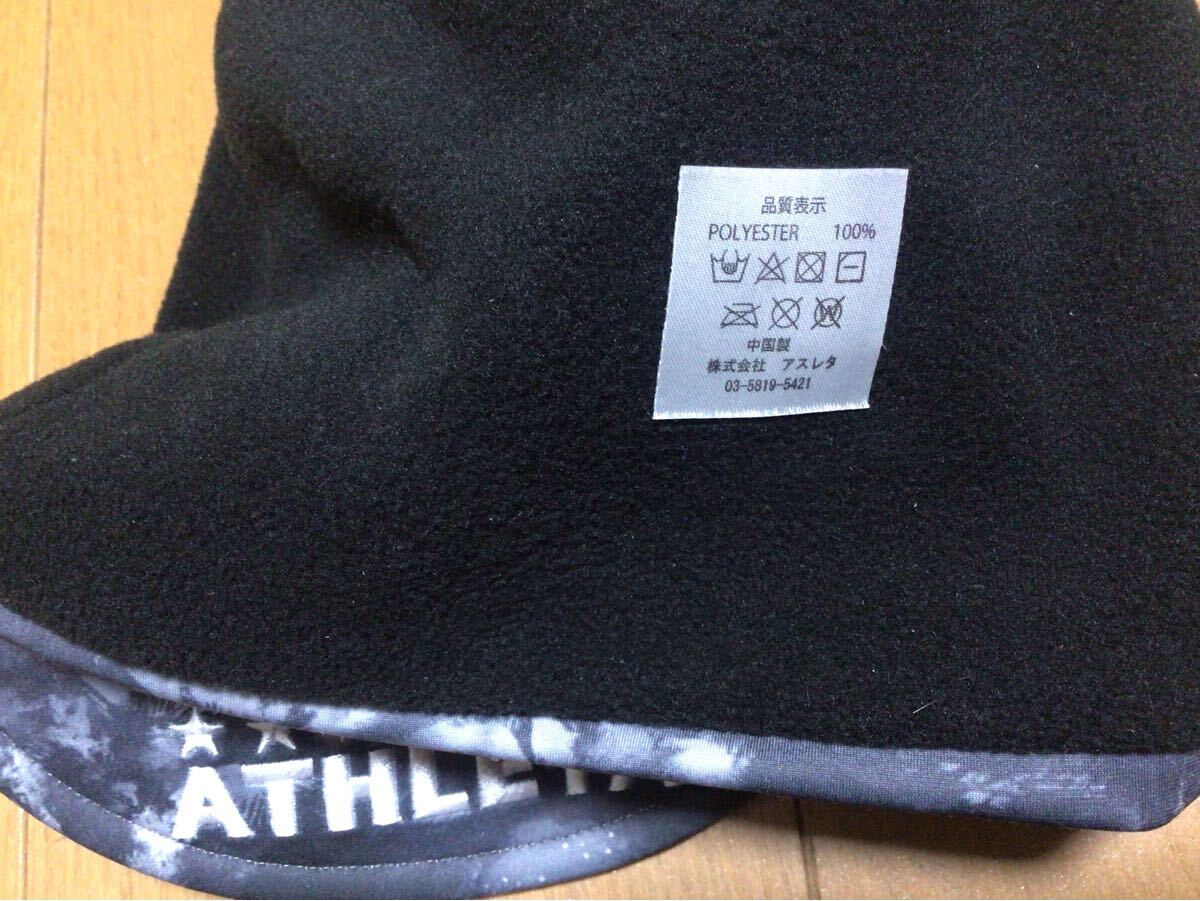 品質表示
POLYESTER 100%
W
中国製
株式会社 アスレタ
03-5819-5421
ATHLETA